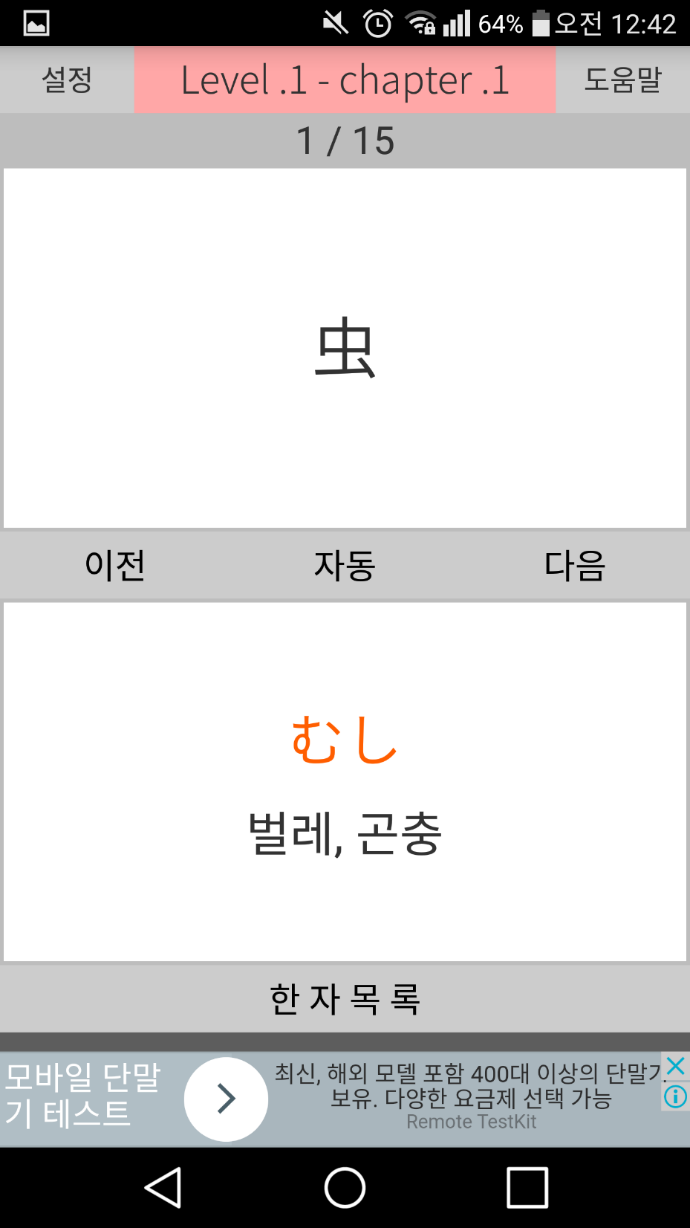 64% 오전 12:42
설정 Level .1 - chapter .1 도움말
1 / 15
虫
이전 자동 다음
むし
벌레, 곤충
한 자 목 록
모바일 단말
기 테스트
최신, 해외 모델 포함 400대 이상의 단말기
보유. 다양한 요금제 선택 가능
Remote TestKit